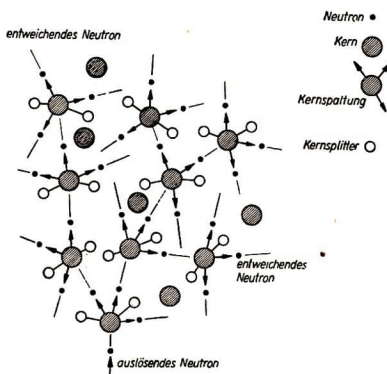 entweichendes Neutron
Neutron
Kern
Kernspaltung
Kernsplitter
entweichendes
Neutron
auslösendes Neutron